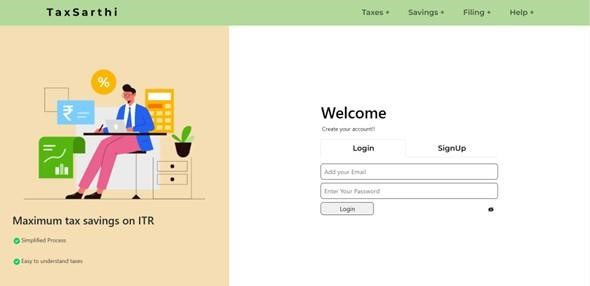 TaxSarthi
Taxes + Savings + Filing + Help +
%
₹
Welcome
Create your account!!
Login SignUp
Add your Email
Enter Your Password
Login
Maximum tax savings on ITR
Simplified Process
Easy to understand taxes